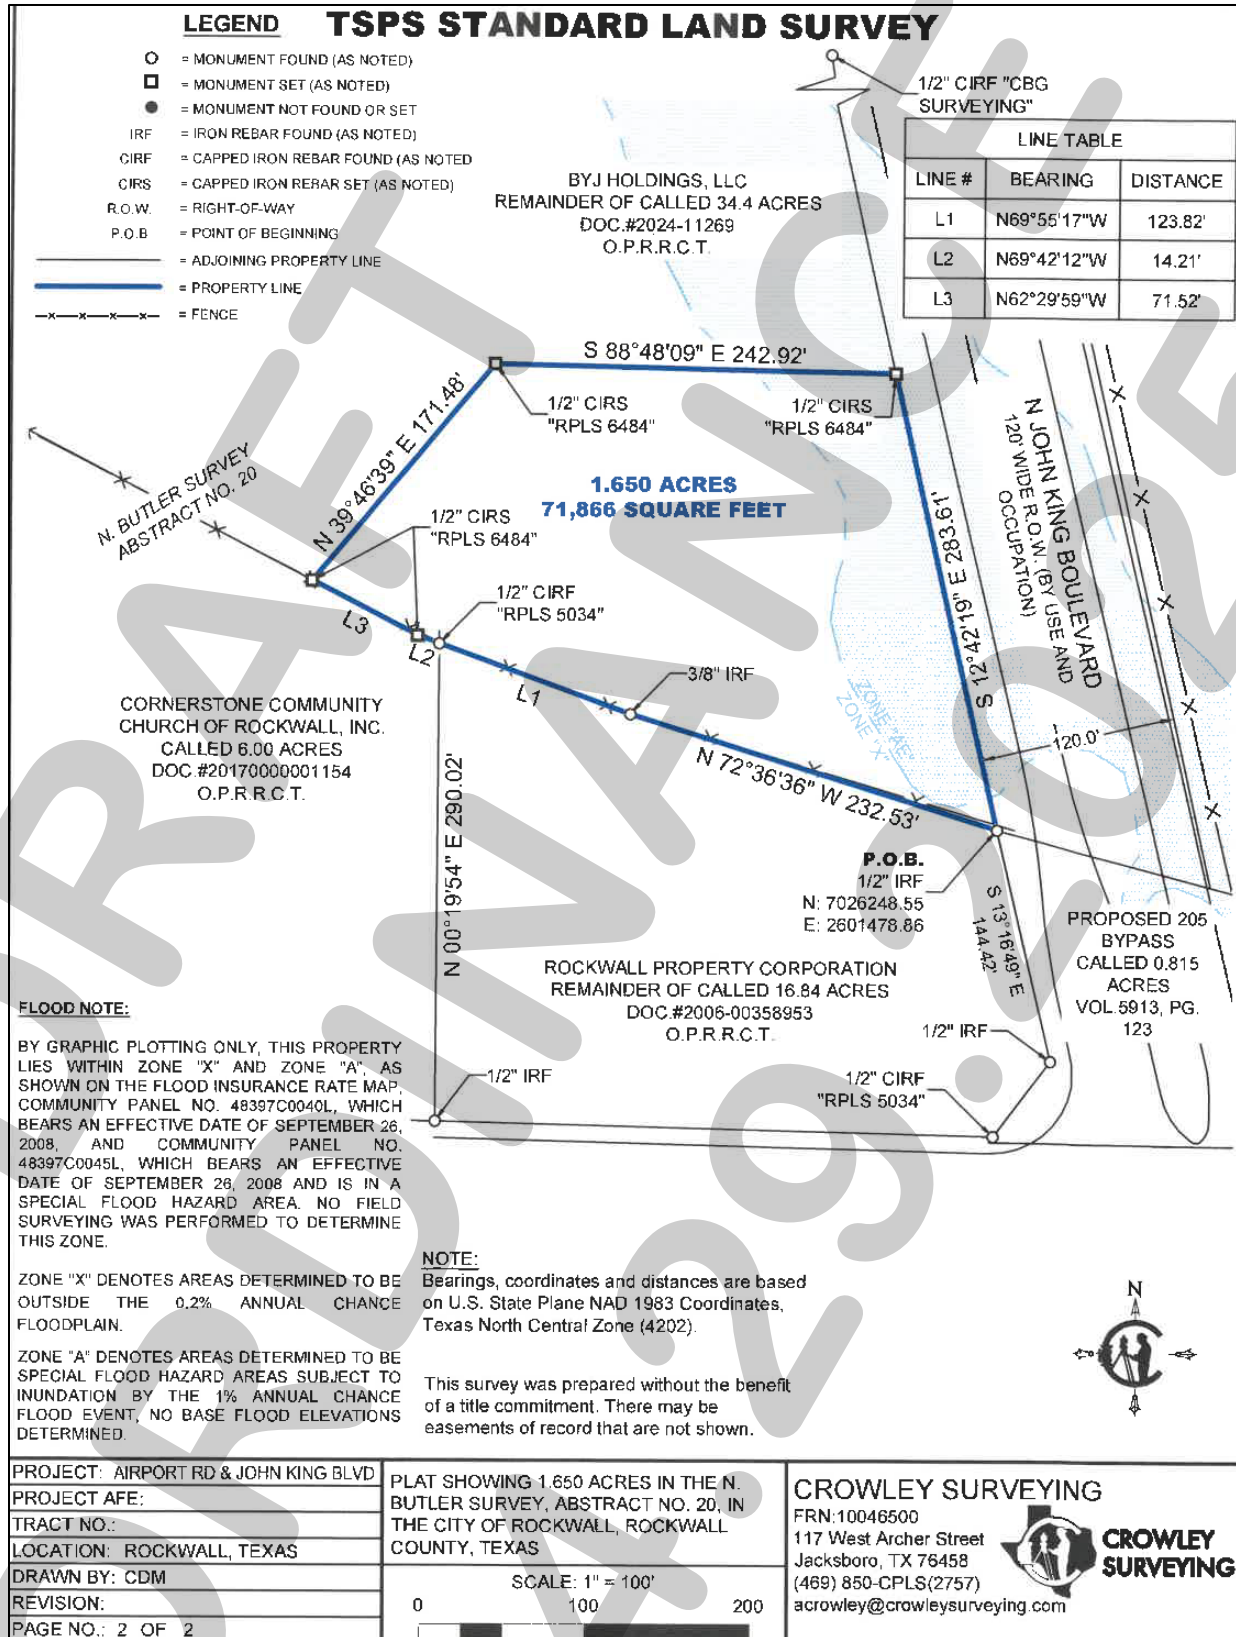 LEGEND
TSPS STANDARD LAND SURVEY
= MONUMENT FOUND (AS NOTED)
= MONUMENT SET (AS NOTED)
= MONUMENT NOT FOUND OR SET
IRF = IRON REBAR FOUND (AS NOTED)
CIRF = CAPPED IRON REBAR FOUND (AS NOTED
CIRS = CAPPED IRON REBAR SET (AS NOTED)
R.O.W. = RIGHT-OF-WAY
P.O.B = POINT OF BEGINNING
= ADJOINING PROPERTY LINE
= PROPERTY LINE
= FENCE
1/2" CIRF "CBG
SURVEYING"
LINE TABLE
LINE # BEARING DISTANCE
L1 N69°55'17"W 123.82'
L2 N69°42'12"W 14.21'
L3 N62°29'59"W 71.52'
BYJ HOLDINGS, LLC
REMAINDER OF CALLED 34.4 ACRES
DOC.#2024-11269
O.P.R.R.C.T.
S 88°48'09" E 242.92'
N 39°46'39" E 171.48'
1/2" CIRS
"RPLS 6484"
1/2" CIRS
"RPLS 6484"
N. BUTLER SURVEY
ABSTRACT NO. 20
1.650 ACRES
71,866 SQUARE FEET
1/2" CIRS
"RPLS 6484"
S 12°42'19" E 283.61'
N JOHN KING BOULEVARD
120' WIDE R.O.W. (BY USE AND
OCCUPATION)
1/2" CIRF
"RPLS 5034"
L3
L2
L1
3/8" IRF
ZONE "AE"
ZONE "X"
120.0'
CORNERSTONE COMMUNITY
CHURCH OF ROCKWALL, INC.
CALLED 6.00 ACRES
DOC.#20170000001154
O.P.R.R.C.T.
N 72°36'36" W 232.53'
N 00°19'54" E 290.02'
P.O.B.
1/2" IRF
N: 7026248.55
E: 2601478.86
S 13°16'49" E
144.42'
PROPOSED 205
BYPASS
CALLED 0.815
ACRES
VOL.5913, PG.
123
ROCKWALL PROPERTY CORPORATION
REMAINDER OF CALLED 16.84 ACRES
DOC.#2006-00358953
O.P.R.R.C.T.
1/2" IRF
1/2" IRF
1/2" CIRF
"RPLS 5034"
FLOOD NOTE:
BY GRAPHIC PLOTTING ONLY, THIS PROPERTY
LIES WITHIN ZONE "X" AND ZONE "A", AS
SHOWN ON THE FLOOD INSURANCE RATE MAP,
COMMUNITY PANEL NO. 48397C0040L, WHICH
BEARS AN EFFECTIVE DATE OF SEPTEMBER 26,
2008, AND COMMUNITY PANEL NO.
48397C0045L, WHICH BEARS AN EFFECTIVE
DATE OF SEPTEMBER 26, 2008 AND IS IN A
SPECIAL FLOOD HAZARD AREA. NO FIELD
SURVEYING WAS PERFORMED TO DETERMINE
THIS ZONE.
ZONE "X" DENOTES AREAS DETERMINED TO BE
OUTSIDE THE 0.2% ANNUAL CHANCE
FLOODPLAIN.
ZONE "A" DENOTES AREAS DETERMINED TO BE
SPECIAL FLOOD HAZARD AREAS SUBJECT TO
INUNDATION BY THE 1% ANNUAL CHANCE
FLOOD EVENT, NO BASE FLOOD ELEVATIONS
DETERMINED.
NOTE:
Bearings, coordinates and distances are based
on U.S. State Plane NAD 1983 Coordinates,
Texas North Central Zone (4202).
This survey was prepared without the benefit
of a title commitment. There may be
easements of record that are not shown.
N
PROJECT: AIRPORT RD & JOHN KING BLVD
PROJECT AFE:
TRACT NO.:
LOCATION: ROCKWALL, TEXAS
DRAWN BY: CDM
REVISION:
PAGE NO.: 2 OF 2
PLAT SHOWING 1.650 ACRES IN THE N.
BUTLER SURVEY, ABSTRACT NO. 20, IN
THE CITY OF ROCKWALL, ROCKWALL
COUNTY, TEXAS
SCALE: 1" = 100'
0 100 200
CROWLEY SURVEYING
FRN:10046500
117 West Archer Street
Jacksboro, TX 76458
(469) 850-CPLS(2757)
acrowley@crowleysurveying.com
CROWLEY
SURVEYING
DRAFT
ORDINANCE
04.29.2025